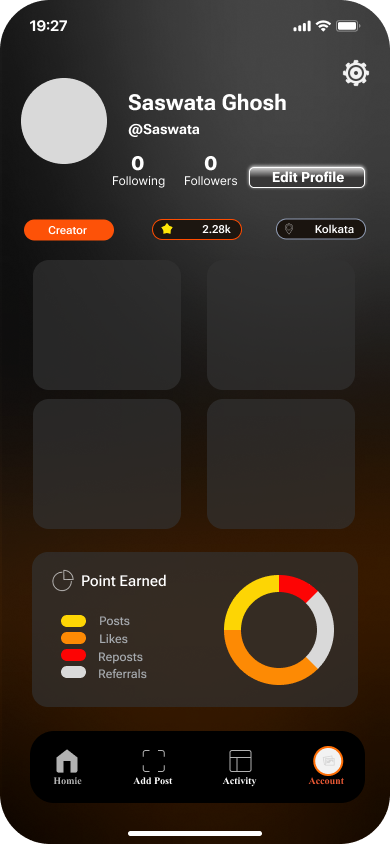 19:27
Saswata Ghosh
@Saswata
0 0
Following Followers
Edit Profile
Creator 2.28k Kolkata
Point Earned
Posts
Likes
Reposts
Referrals
Homie Add Post Activity Account